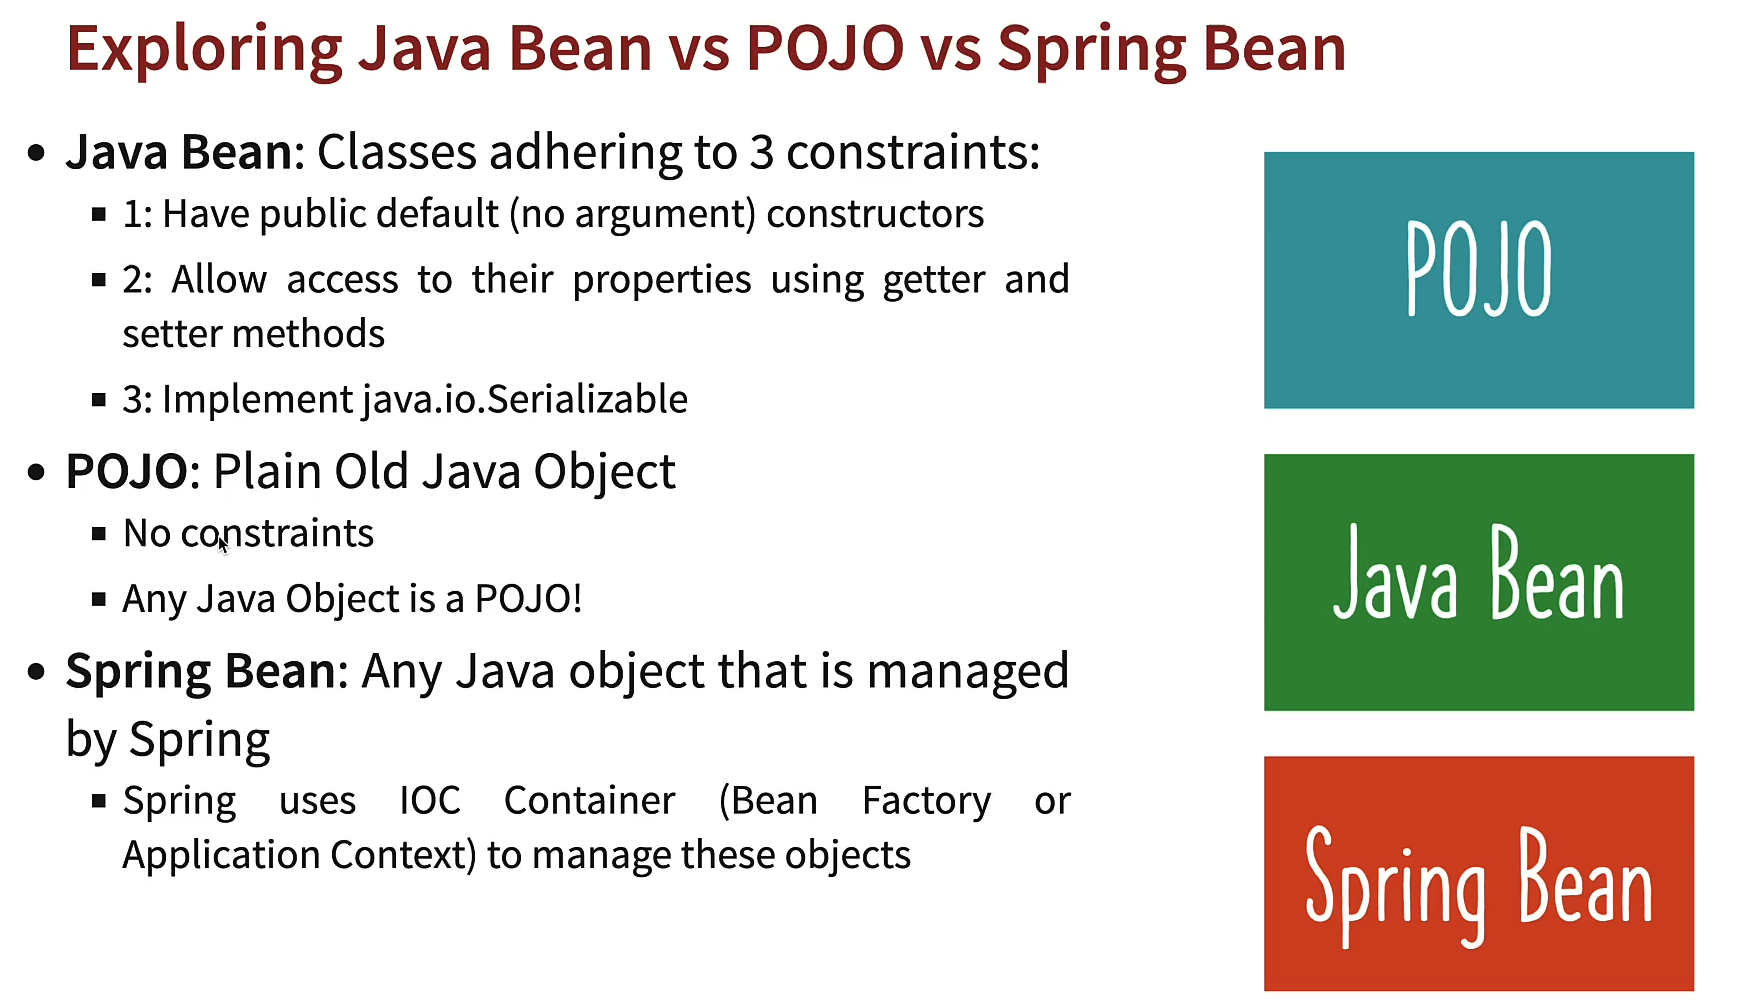 Exploring Java Bean vs POJO vs Spring Bean
• Java Bean: Classes adhering to 3 constraints:
▪ 1: Have public default (no argument) constructors
▪ 2: Allow access to their properties using getter and
setter methods
▪ 3: Implement java.io.Serializable
• POJO: Plain Old Java Object
▪ No constraints
▪ Any Java Object is a POJO!
• Spring Bean: Any Java object that is managed
by Spring
▪ Spring uses IOC Container (Bean Factory or
Application Context) to manage these objects
POJO
Java Bean
Spring Bean